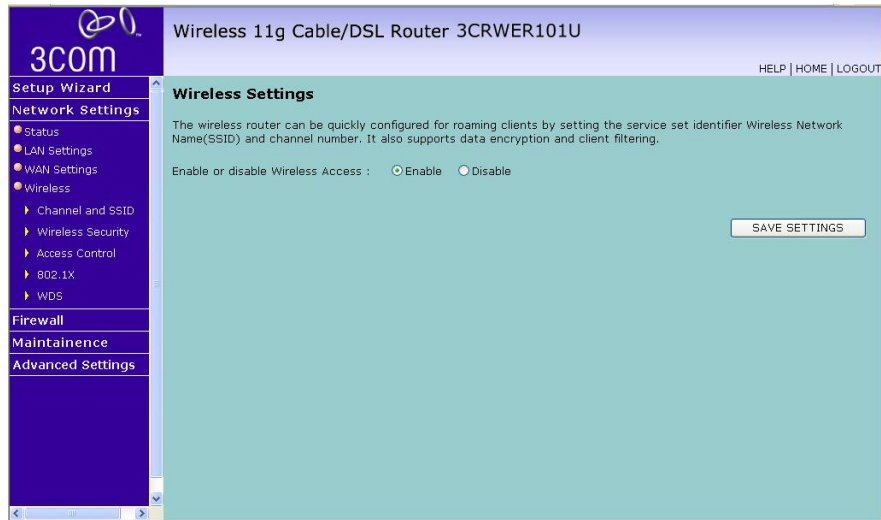 3COM
Wireless 11g Cable/DSL Router 3CRWER101U
HELP | HOME | LOGOUT
Setup Wizard
Network Settings
Status
LAN Settings
WAN Settings
Wireless
Channel and SSID
Wireless Security
Access Control
802.1X
WDS
Firewall
Maintainence
Advanced Settings
Wireless Settings
The wireless router can be quickly configured for roaming clients by setting the service set identifier Wireless Network
Name(SSID) and channel number. It also supports data encryption and client filtering.
Enable or disable Wireless Access : Enable Disable
SAVE SETTINGS